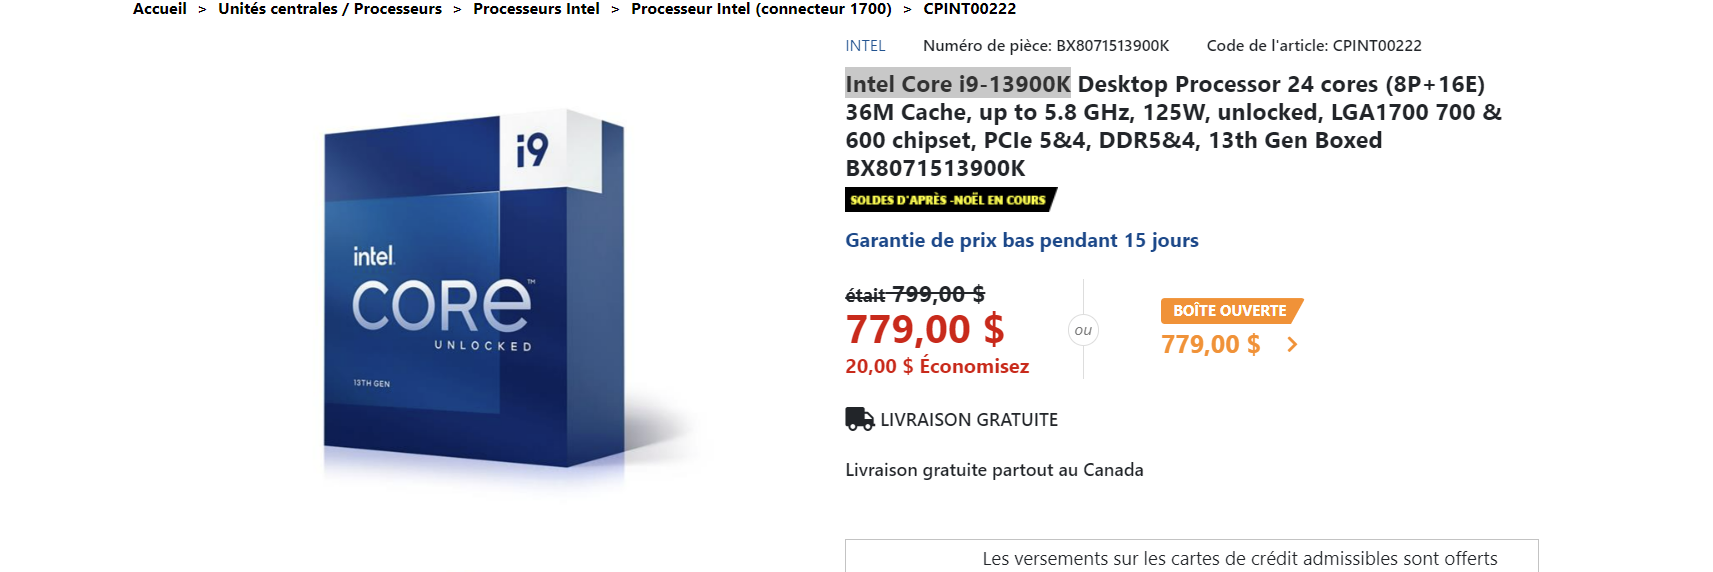 Accueil > Unités centrales / Processeurs > Processeurs Intel > Processeur Intel (connecteur 1700) > CPINT00222
INTEL Numéro de pièce: BX8071513900K Code de l'article: CPINT00222
Intel Core i9-13900K Desktop Processor 24 cores (8P+16E)
36M Cache, up to 5.8 GHz, 125W, unlocked, LGA1700 700 &
600 chipset, PCIe 5&4, DDR5&4, 13th Gen Boxed
BX8071513900K
SOLDES D'APRÈS -NOËL EN COURS
Garantie de prix bas pendant 15 jours
était 799,00 $
779,00 $
20,00 $ Économisez
ou
BOÎTE OUVERTE
779,00 $ >
LIVRAISON GRATUITE
Livraison gratuite partout au Canada
Les versements sur les cartes de crédit admissibles sont offerts
i9
intel.
CORE™
UNLOCKED
13TH GEN